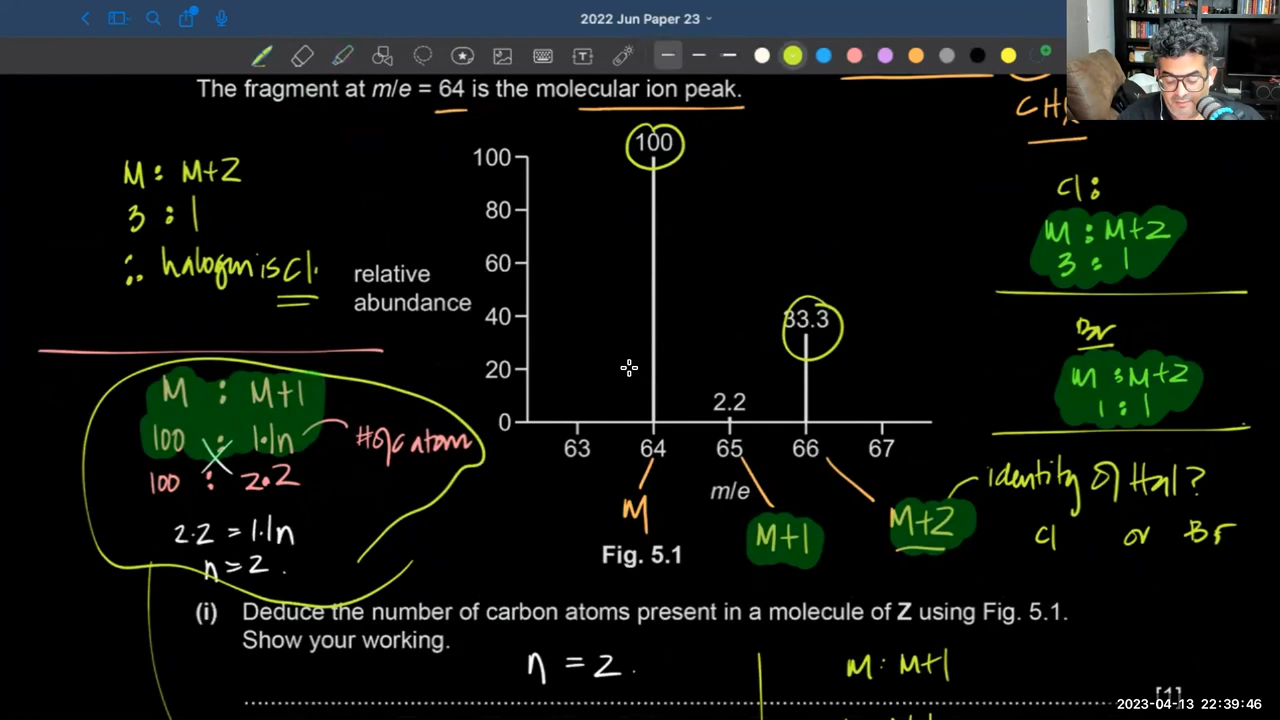 2022 Jun Paper 23
The fragment at m/e = 64 is the molecular ion peak.
M : M+2
3 : 1
∴ halogen is Cl.
relative
abundance
100
80
60
40
20
0
100
2.2
33.3
63 64 65 66 67
m/e
M
M+1
M+2
Fig. 5.1
Cl:
M : M+2
3 : 1
Br
M : M+2
1 : 1
identity of Hal?
Cl or Br
M : M+1
100 : 1.1n
# of C atom
100 : 2.2
2.2 = 1.1n
n = 2.
(i) Deduce the number of carbon atoms present in a molecule of Z using Fig. 5.1.
Show your working.
n = 2.
M : M+1
[1]
2023-04-13 22:39:46